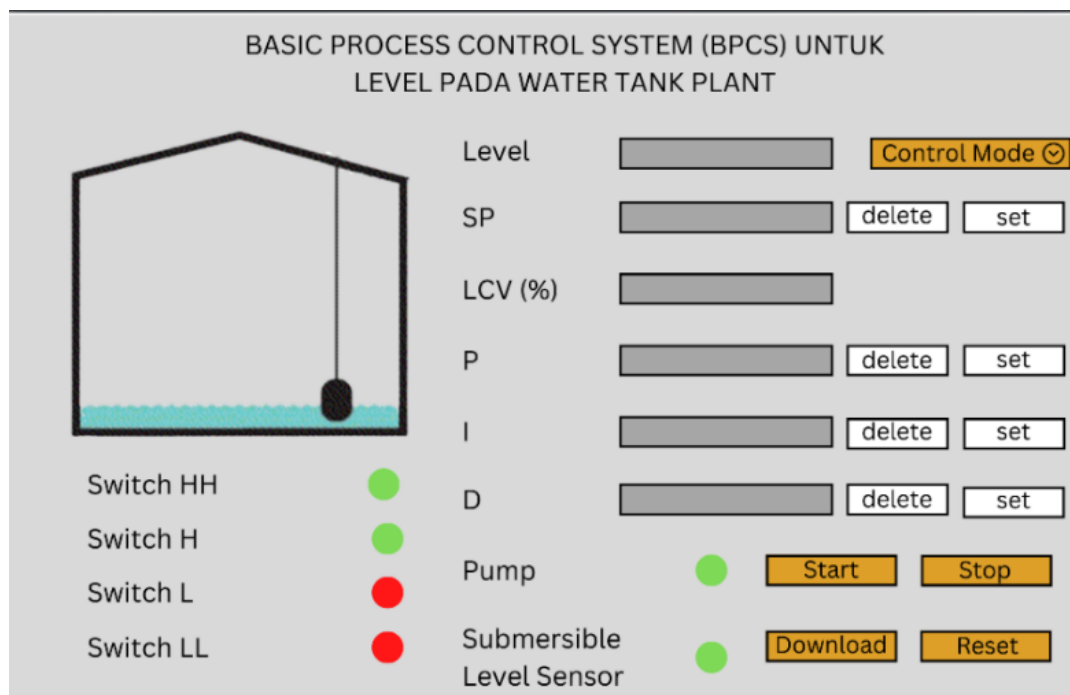 BASIC PROCESS CONTROL SYSTEM (BPCS) UNTUK
LEVEL PADA WATER TANK PLANT
Level
Control Mode
SP
delete
set
LCV (%)
P
delete
set
I
delete
set
D
delete
set
Switch HH
Switch H
Switch L
Switch LL
Pump
Start
Stop
Submersible
Level Sensor
Download
Reset